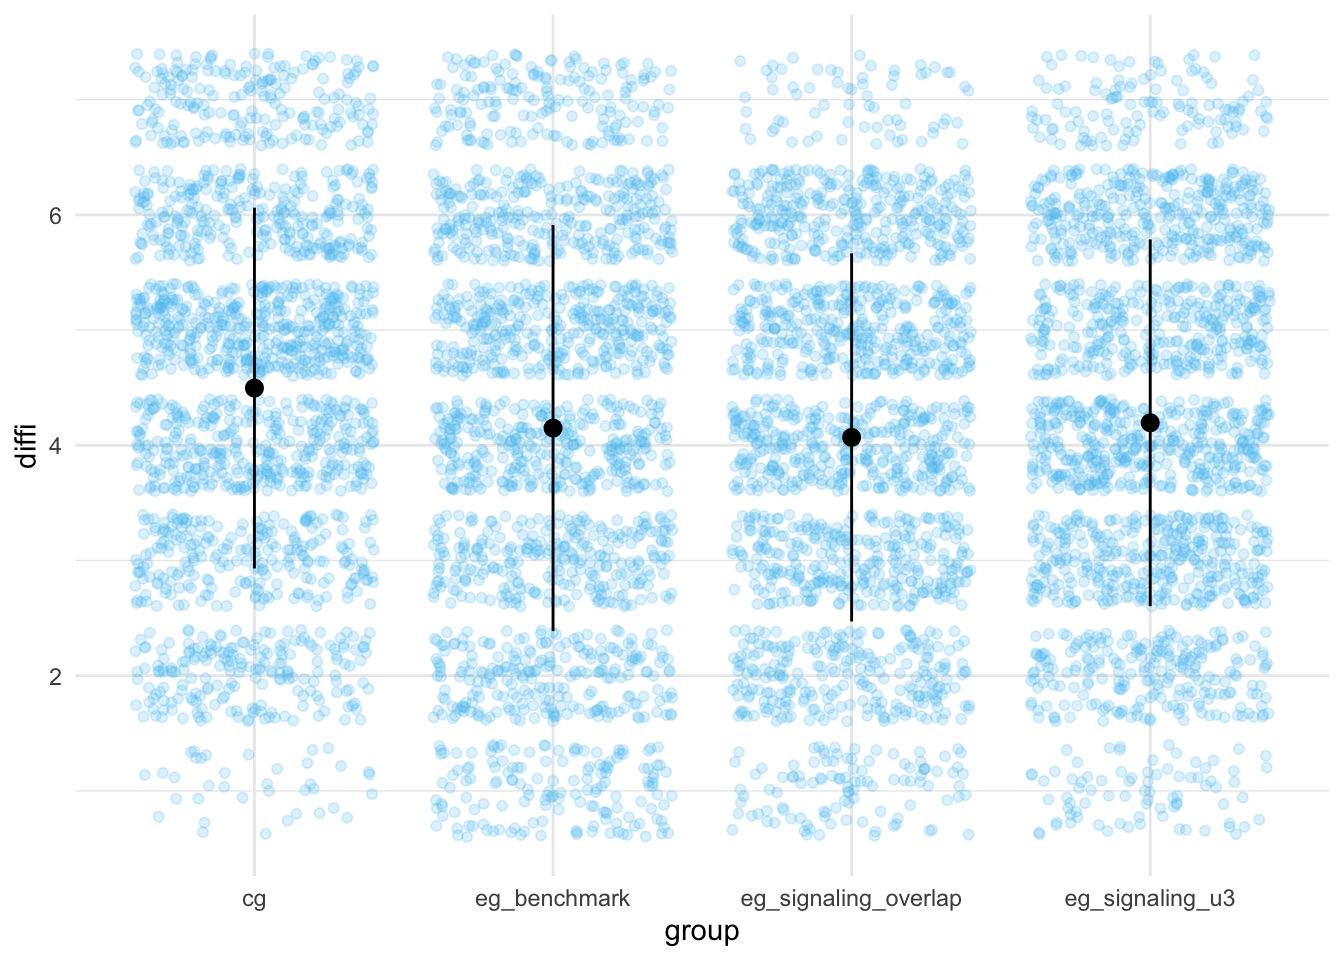 6
4
2
diffi
cg
eg_benchmark
eg_signaling_overlap
eg_signaling_u3
group